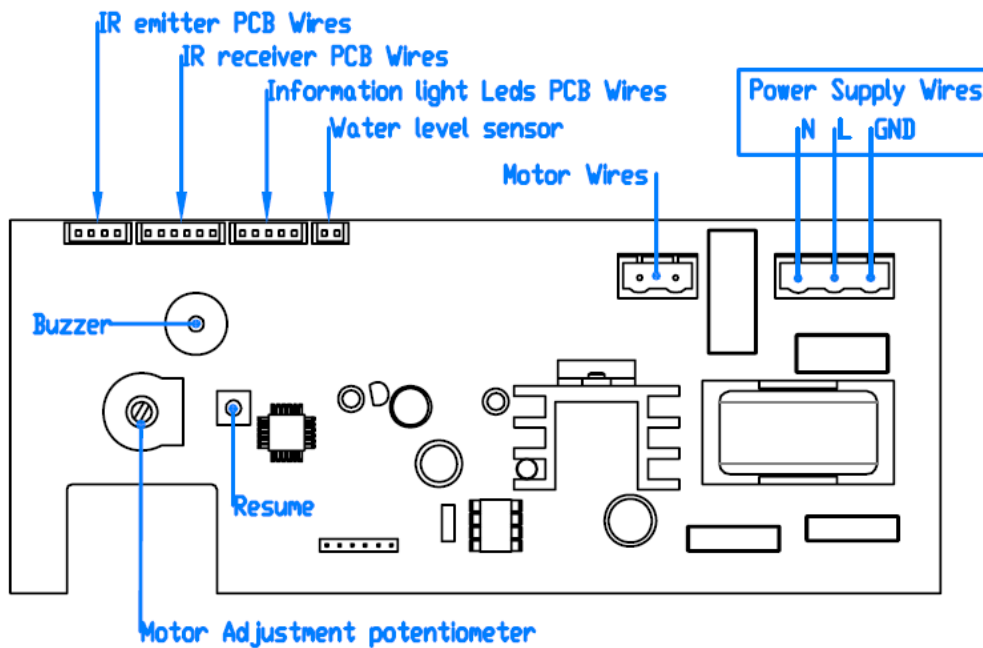 IR emitter PCB Wires
IR receiver PCB Wires
Information light Leds PCB Wires
Water level sensor
Power Supply Wires
N L GND
Motor Wires
Buzzer
Resume
Motor Adjustment potentiometer